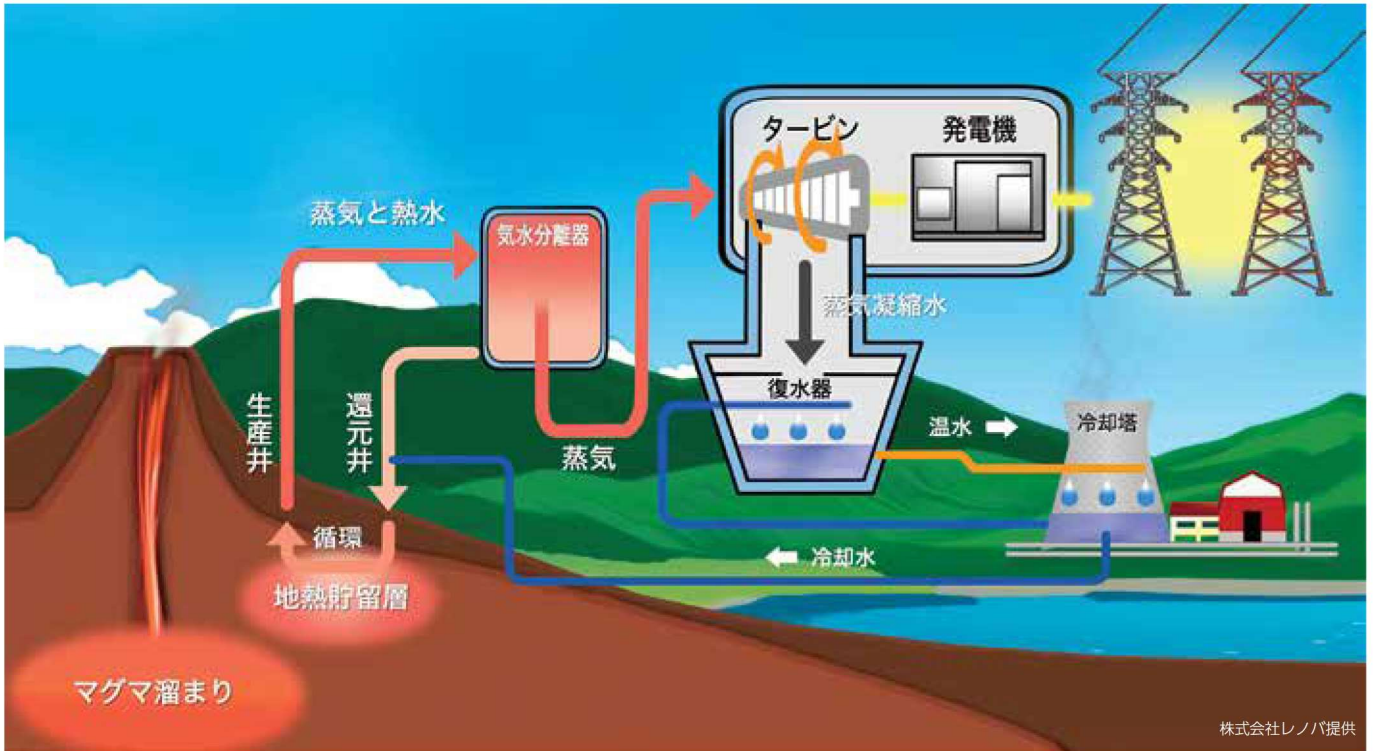 タービン
発電機
蒸気と熱水
気水分離器
蒸気凝縮水
生産井
還元井
蒸気
復水器
温水
冷却塔
循環
冷却水
地熱貯留層
マグマ溜まり
株式会社レノバ提供